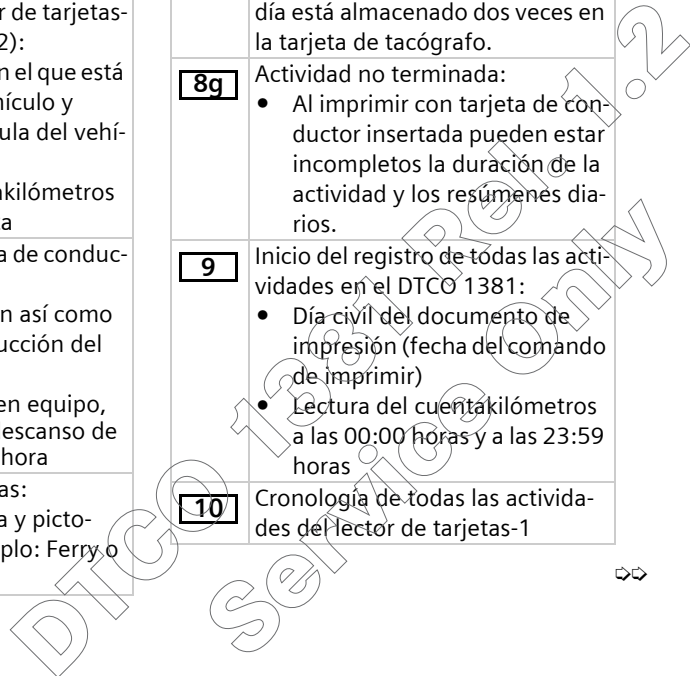 r de tarjetas-
2):
n el que está
hículo y
ula del vehí-
kilómetros
a
a de conduc-
n así como
ucción del
en equipo,
escanso de
hora
as:
a y picto-
plo: Ferry o
día está almacenado dos veces en
la tarjeta de tacógrafo.
8g
Actividad no terminada:
• Al imprimir con tarjeta de con-
ductor insertada pueden estar
incompletos la duración de la
actividad y los resúmenes dia-
rios.
9
Inicio del registro de todas las acti-
vidades en el DTCO 1381:
• Día civil del documento de
impresión (fecha del comando
de imprimir)
• Lectura del cuentakilómetros
a las 00:00 horas y a las 23:59
horas
10
Cronología de todas las activida-
des del lector de tarjetas-1
DTCO 1381 Rel. 1.2
Service Only